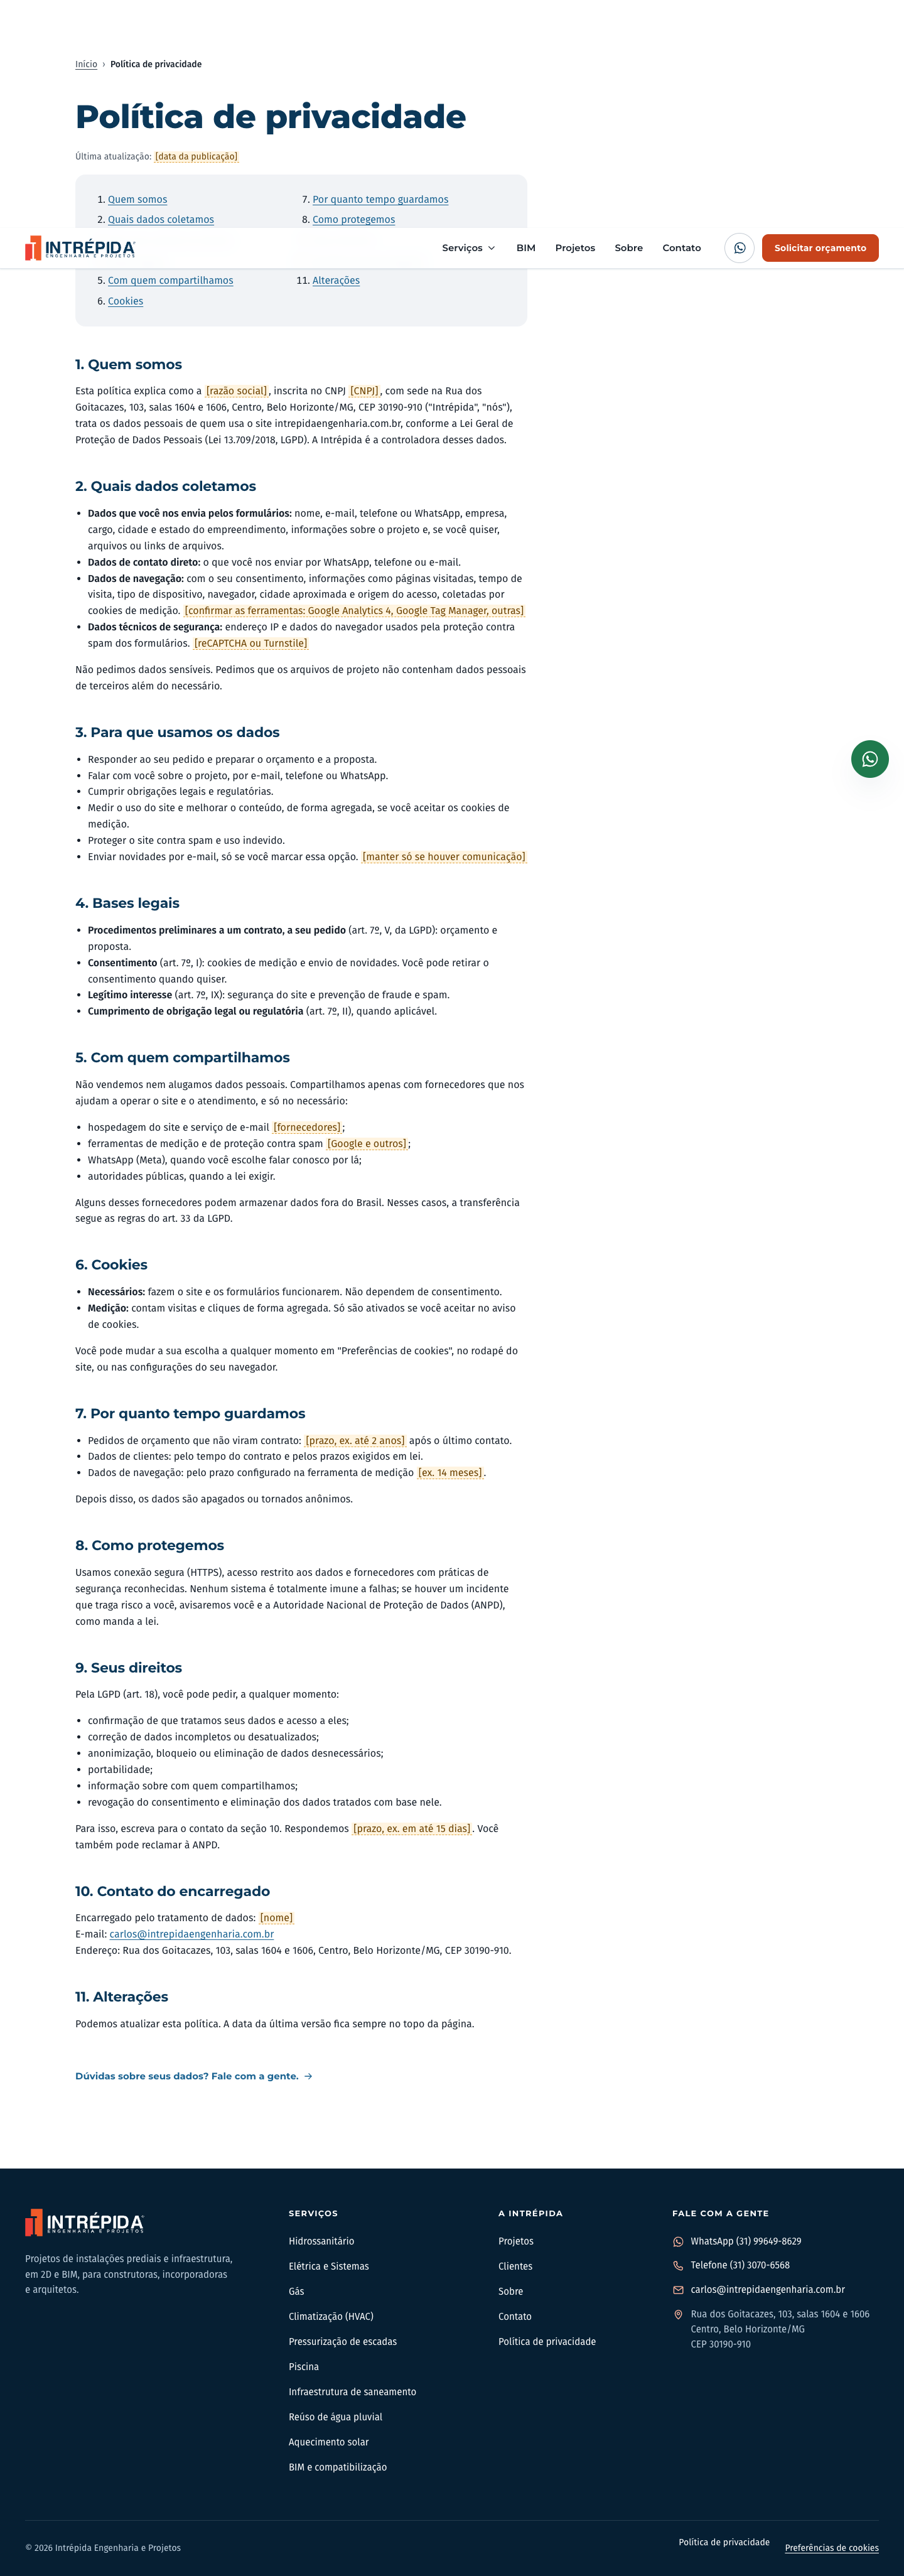 Início › Política de privacidade
Política de privacidade
Última atualização: [data da publicação]
1. Quem somos
2. Quais dados coletamos
7. Por quanto tempo guardamos
8. Como protegemos
INTRÉPIDA
ENGENHARIA E PROJETOS
Serviços
BIM
Projetos
Sobre
Contato
Solicitar orçamento
5. Com quem compartilhamos
6. Cookies
11. Alterações
1. Quem somos
Esta política explica como a [razão social], inscrita no CNPJ [CNPJ], com sede na Rua dos
Goitacazes, 103, salas 1604 e 1606, Centro, Belo Horizonte/MG, CEP 30190-910 ("Intrépida", "nós"),
trata os dados pessoais de quem usa o site intrepidaengenharia.com.br, conforme a Lei Geral de
Proteção de Dados Pessoais (Lei 13.709/2018, LGPD). A Intrépida é a controladora desses dados.
2. Quais dados coletamos
• Dados que você nos envia pelos formulários: nome, e-mail, telefone ou WhatsApp, empresa,
cargo, cidade e estado do empreendimento, informações sobre o projeto e, se você quiser,
arquivos ou links de arquivos.
• Dados de contato direto: o que você nos enviar por WhatsApp, telefone ou e-mail.
• Dados de navegação: com o seu consentimento, informações como páginas visitadas, tempo de
visita, tipo de dispositivo, navegador, cidade aproximada e origem do acesso, coletadas por
cookies de medição. [confirmar as ferramentas: Google Analytics 4, Google Tag Manager, outras]
• Dados técnicos de segurança: endereço IP e dados do navegador usados pela proteção contra
spam dos formulários. [reCAPTCHA ou Turnstile]
Não pedimos dados sensíveis. Pedimos que os arquivos de projeto não contenham dados pessoais
de terceiros além do necessário.
3. Para que usamos os dados
• Responder ao seu pedido e preparar o orçamento e a proposta.
• Falar com você sobre o projeto, por e-mail, telefone ou WhatsApp.
• Cumprir obrigações legais e regulatórias.
• Medir o uso do site e melhorar o conteúdo, de forma agregada, se você aceitar os cookies de
medição.
• Proteger o site contra spam e uso indevido.
• Enviar novidades por e-mail, só se você marcar essa opção. [manter só se houver comunicação]
4. Bases legais
• Procedimentos preliminares a um contrato, a seu pedido (art. 7º, V, da LGPD): orçamento e
proposta.
• Consentimento (art. 7º, I): cookies de medição e envio de novidades. Você pode retirar o
consentimento quando quiser.
• Legítimo interesse (art. 7º, IX): segurança do site e prevenção de fraude e spam.
• Cumprimento de obrigação legal ou regulatória (art. 7º, II), quando aplicável.
5. Com quem compartilhamos
Não vendemos nem alugamos dados pessoais. Compartilhamos apenas com fornecedores que nos
ajudam a operar o site e o atendimento, e só no necessário:
• hospedagem do site e serviço de e-mail [fornecedores];
• ferramentas de medição e de proteção contra spam [Google e outros];
• WhatsApp (Meta), quando você escolhe falar conosco por lá;
• autoridades públicas, quando a lei exigir.
Alguns desses fornecedores podem armazenar dados fora do Brasil. Nesses casos, a transferência
segue as regras do art. 33 da LGPD.
6. Cookies
• Necessários: fazem o site e os formulários funcionarem. Não dependem de consentimento.
• Medição: contam visitas e cliques de forma agregada. Só são ativados se você aceitar no aviso
de cookies.
Você pode mudar a sua escolha a qualquer momento em "Preferências de cookies", no rodapé do
site, ou nas configurações do seu navegador.
7. Por quanto tempo guardamos
• Pedidos de orçamento que não viram contrato: [prazo, ex. até 2 anos] após o último contato.
• Dados de clientes: pelo tempo do contrato e pelos prazos exigidos em lei.
• Dados de navegação: pelo prazo configurado na ferramenta de medição [ex. 14 meses].
Depois disso, os dados são apagados ou tornados anônimos.
8. Como protegemos
Usamos conexão segura (HTTPS), acesso restrito aos dados e fornecedores com práticas de
segurança reconhecidas. Nenhum sistema é totalmente imune a falhas; se houver um incidente
que traga risco a você, avisaremos você e a Autoridade Nacional de Proteção de Dados (ANPD),
como manda a lei.
9. Seus direitos
Pela LGPD (art. 18), você pode pedir, a qualquer momento:
• confirmação de que tratamos seus dados e acesso a eles;
• correção de dados incompletos ou desatualizados;
• anonimização, bloqueio ou eliminação de dados desnecessários;
• portabilidade;
• informação sobre com quem compartilhamos;
• revogação do consentimento e eliminação dos dados tratados com base nele.
Para isso, escreva para o contato da seção 10. Respondemos [prazo, ex. em até 15 dias]. Você
também pode reclamar à ANPD.
10. Contato do encarregado
Encarregado pelo tratamento de dados: [nome]
E-mail: carlos@intrepidaengenharia.com.br
Endereço: Rua dos Goitacazes, 103, salas 1604 e 1606, Centro, Belo Horizonte/MG, CEP 30190-910.
11. Alterações
Podemos atualizar esta política. A data da última versão fica sempre no topo da página.
Dúvidas sobre seus dados? Fale com a gente. →
INTRÉPIDA
ENGENHARIA E PROJETOS
Projetos de instalações prediais e infraestrutura,
em 2D e BIM, para construtoras, incorporadoras
e arquitetos.
SERVIÇOS
Hidrossanitário
Elétrica e Sistemas
Gás
Climatização (HVAC)
Pressurização de escadas
Piscina
Infraestrutura de saneamento
Reúso de água pluvial
Aquecimento solar
BIM e compatibilização
A INTRÉPIDA
Projetos
Clientes
Sobre
Contato
Política de privacidade
FALE COM A GENTE
WhatsApp (31) 99649-8629
Telefone (31) 3070-6568
carlos@intrepidaengenharia.com.br
Rua dos Goitacazes, 103, salas 1604 e 1606
Centro, Belo Horizonte/MG
CEP 30190-910
© 2026 Intrépida Engenharia e Projetos
Política de privacidade
Preferências de cookies